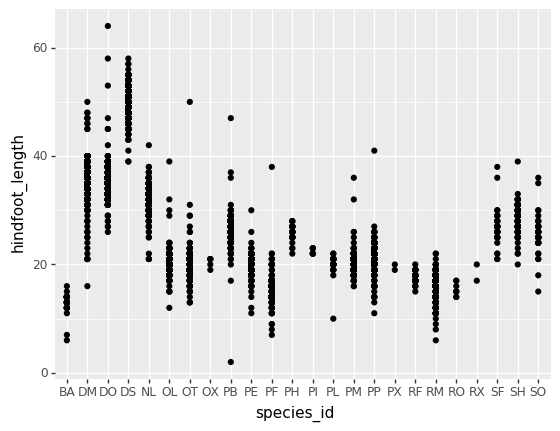 60
40
20
0
hindfoot_length
BA DM DO DS NL OL OT OX PB PE PF PH PI PL PM PP PX RF RM RO RX SF SH SO
species_id